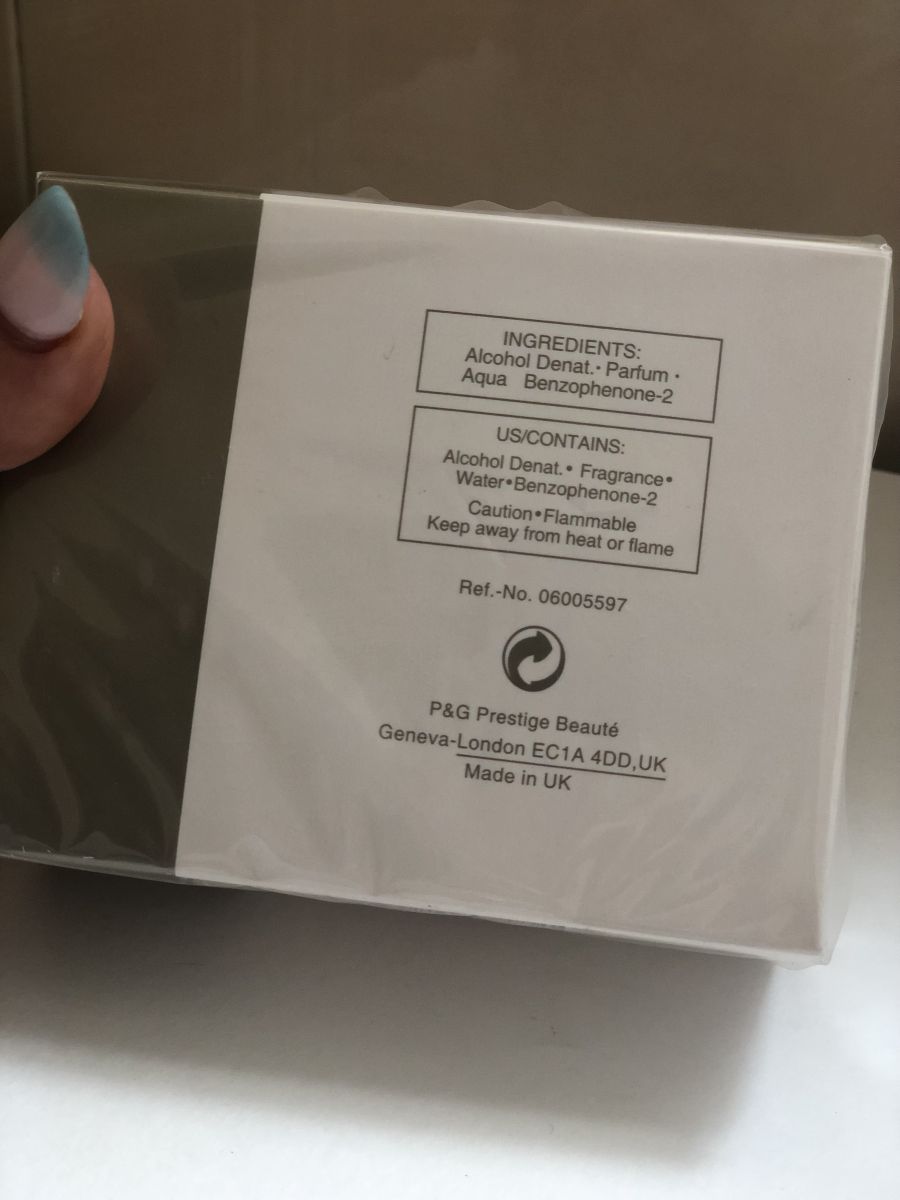 INGREDIENTS:
Alcohol Denat.• Parfum •
Aqua Benzophenone-2
US/CONTAINS:
Alcohol Denat.• Fragrance•
Water•Benzophenone-2
Caution•Flammable
Keep away from heat or flame
Ref.-No. 06005597
P&G Prestige Beauté
Geneva-London EC1A 4DD,UK
Made in UK